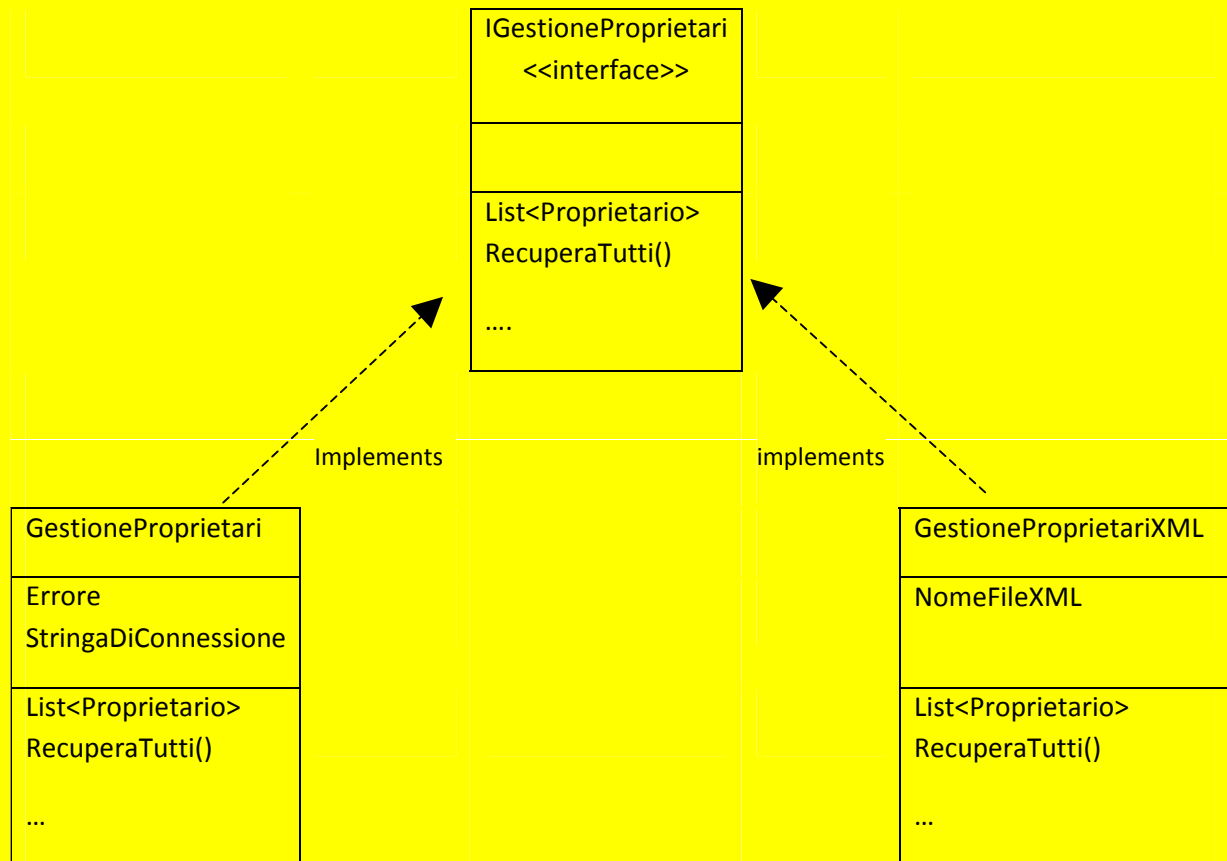 IGestioneProprietari
<<interface>>
List<Proprietario>
RecuperaTutti()
....
Implements
implements
GestioneProprietari
Errore
StringaDiConnessione
List<Proprietario>
RecuperaTutti()
...
GestioneProprietariXML
NomeFileXML
List<Proprietario>
RecuperaTutti()
...